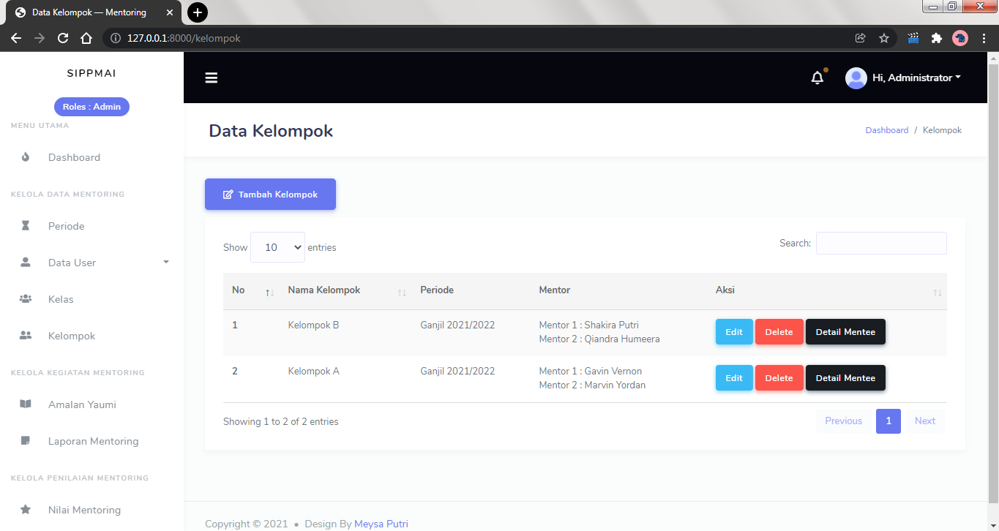 Data Kelompok — Mentoring
127.0.0.1:8000/kelompok
SIPPMAI
Roles : Admin
MENU UTAMA
Dashboard
KELOLA DATA MENTORING
Periode
Data User
Kelas
Kelompok
KELOLA KEGIATAN MENTORING
Amalan Yaumi
Laporan Mentoring
KELOLA PENILAIAN MENTORING
Nilai Mentoring
Hi, Administrator
Data Kelompok
Dashboard / Kelompok
Tambah Kelompok
Show 10 entries
Search:
No Nama Kelompok Periode Mentor Aksi
1 Kelompok B Ganjil 2021/2022 Mentor 1 : Shakira Putri
Mentor 2 : Qiandra Humeera
Edit Delete Detail Mentee
2 Kelompok A Ganjil 2021/2022 Mentor 1 : Gavin Vernon
Mentor 2 : Marvin Yordan
Edit Delete Detail Mentee
Showing 1 to 2 of 2 entries
Previous 1 Next
Copyright © 2021 • Design By Meysa Putri